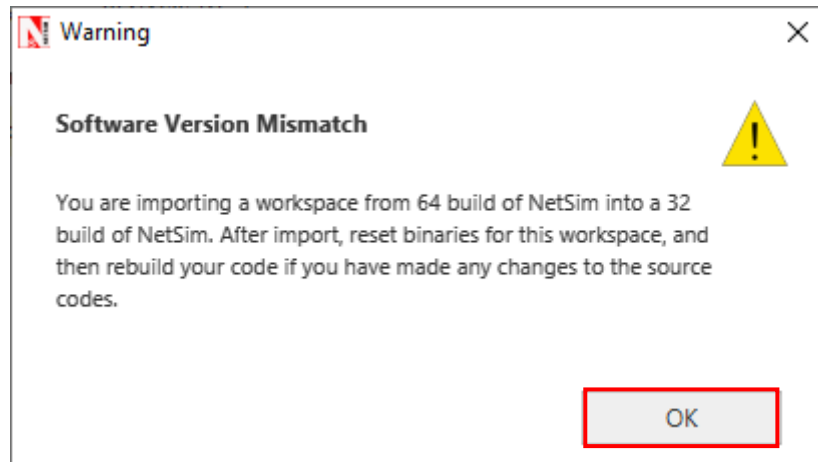 Warning
Software Version Mismatch
You are importing a workspace from 64 build of NetSim into a 32
build of NetSim. After import, reset binaries for this workspace, and
then rebuild your code if you have made any changes to the source
codes.
OK